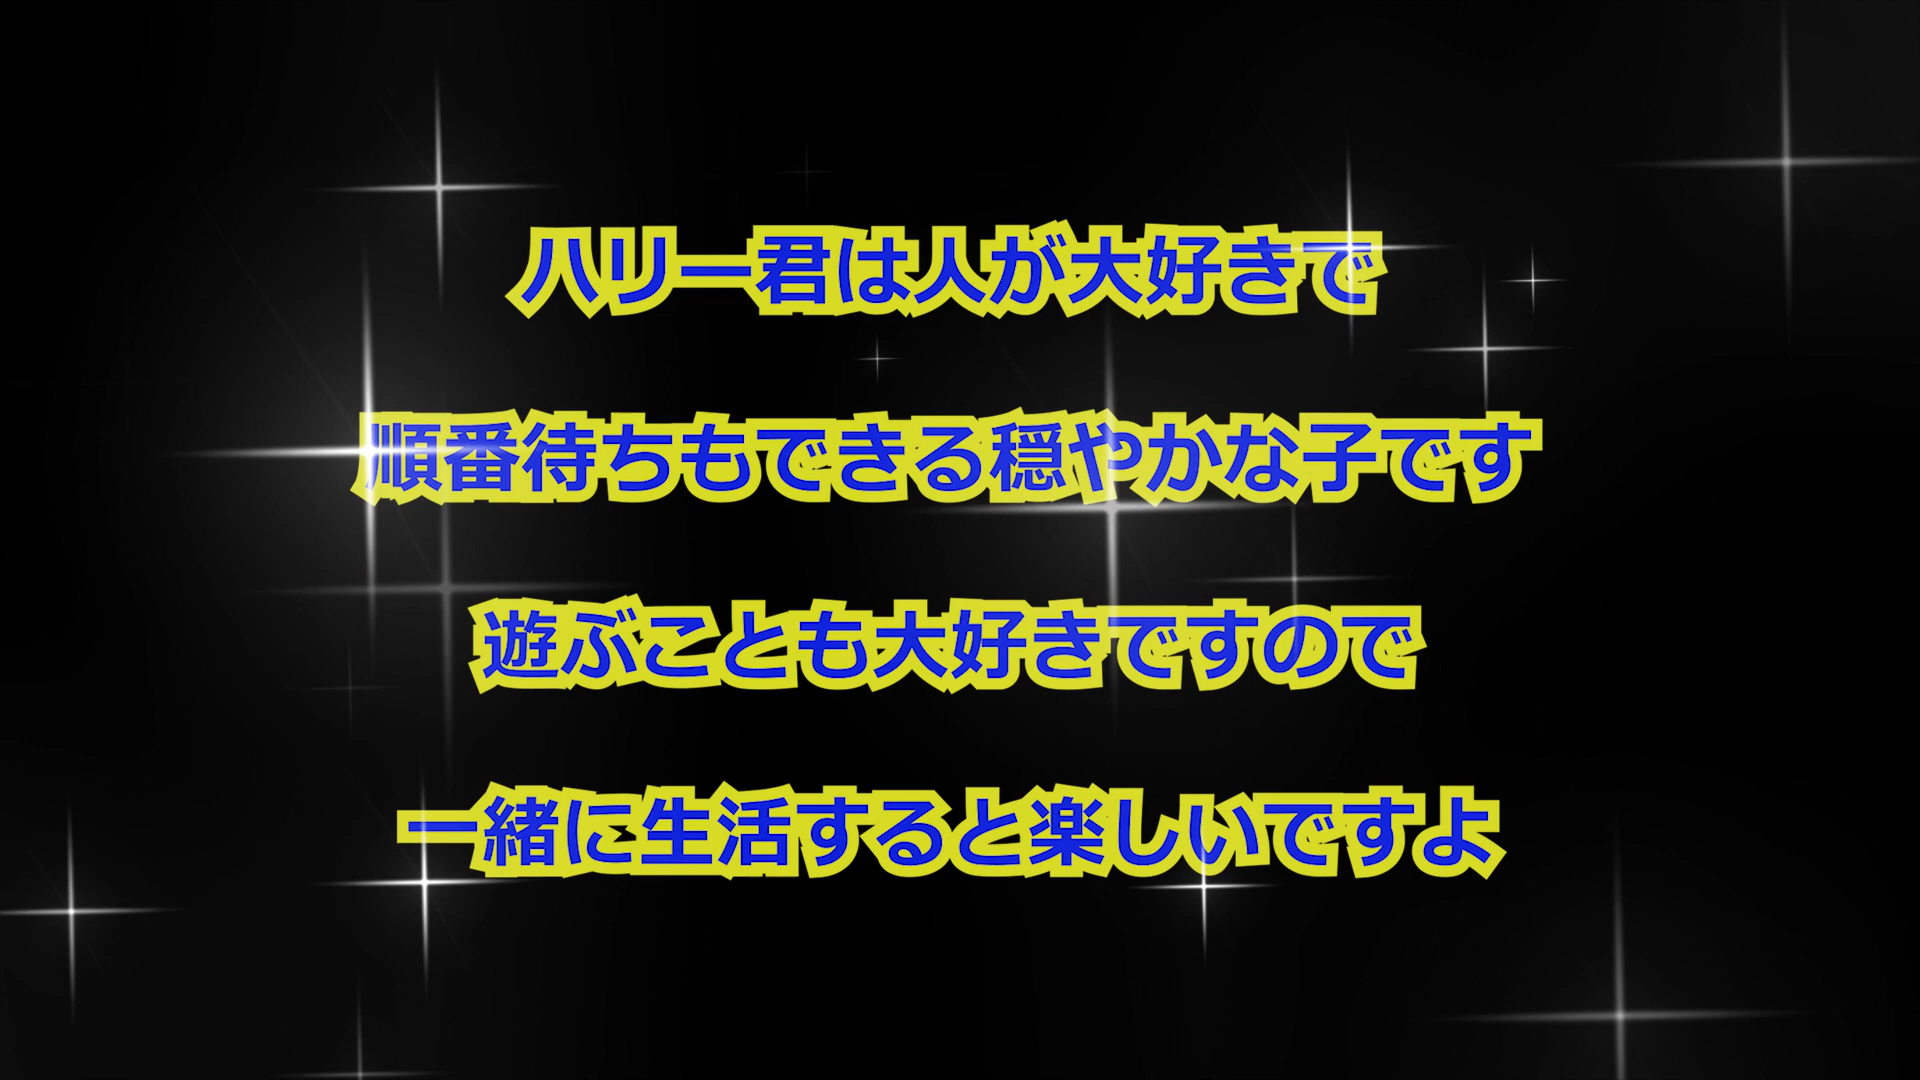 ハリー君は人が大好きで
順番待ちもできる穏やかな子です
遊ぶことも大好きですので
一緒に生活すると楽しいですよ